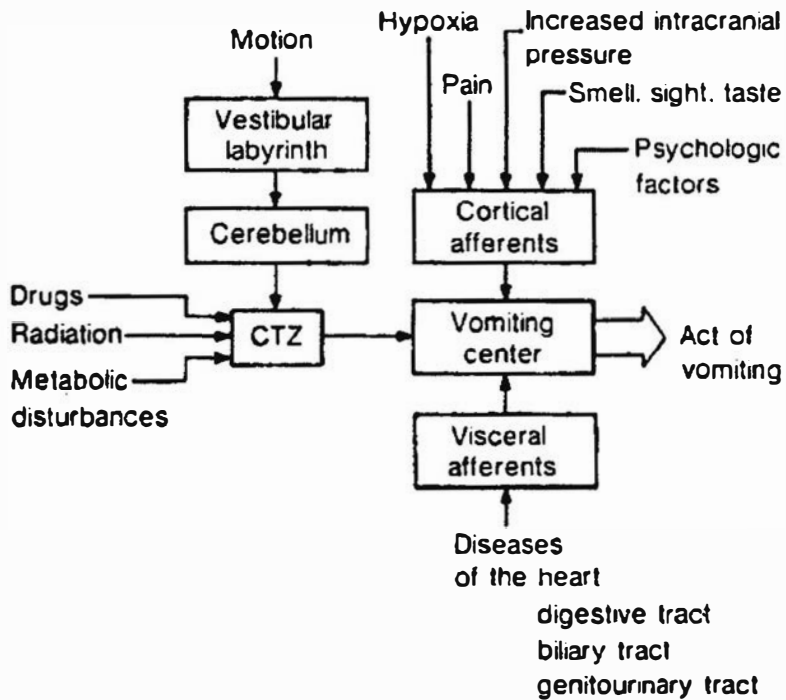 Motion
Vestibular
labyrinth
Cerebellum
Drugs
Radiation
Metabolic
disturbances
CTZ
Hypoxia
Pain
Increased intracranial
pressure
Smell. sight. taste
Psychologic
factors
Cortical
afferents
Vomiting
center
Act of
vomiting
Visceral
afferents
Diseases
of the heart
digestive tract
biliary tract
genitourinary tract